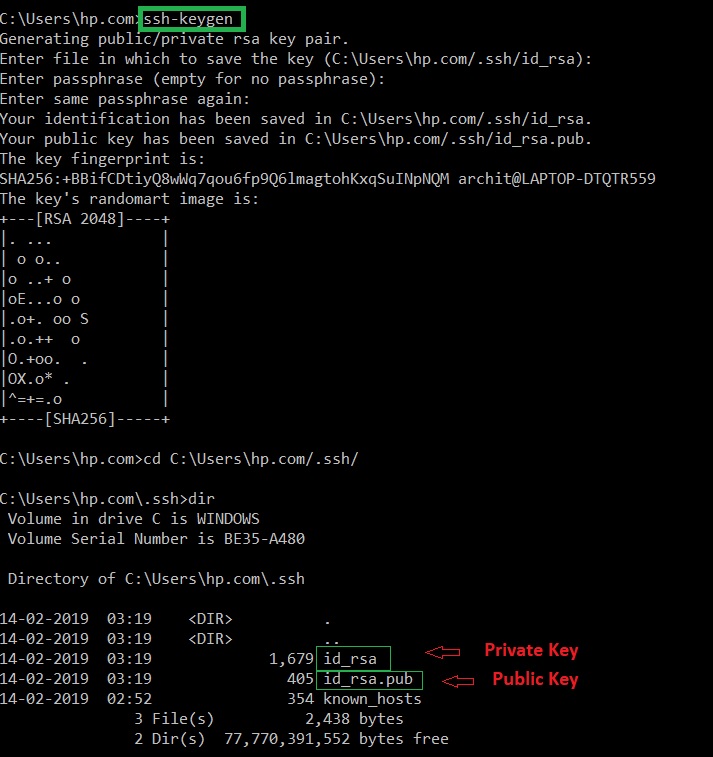 C:\Users\hp.com>ssh-keygen
Generating public/private rsa key pair.
Enter file in which to save the key (C:\Users\hp.com/.ssh/id_rsa):
Enter passphrase (empty for no passphrase):
Enter same passphrase again:
Your identification has been saved in C:\Users\hp.com/.ssh/id_rsa.
Your public key has been saved in C:\Users\hp.com/.ssh/id_rsa.pub.
The key fingerprint is:
SHA256:+BBifCDtiyQ8wWq7qou6fp9Q6lmagtohKxqSuINpNQM archit@LAPTOP-DTQTR559
The key's randomart image is:
+---[RSA 2048]----+
|. ...            |
| o o..           |
|o ..+ o          |
|oE...o o         |
|.o+. oo S        |
|.o.++  o         |
|O.+oo.  .        |
|OX.o* .          |
|^=+=.o           |
+----[SHA256]-----+
C:\Users\hp.com>cd C:\Users\hp.com/.ssh/
C:\Users\hp.com\.ssh>dir
 Volume in drive C is WINDOWS
 Volume Serial Number is BE35-A480
 Directory of C:\Users\hp.com\.ssh
14-02-2019  03:19    <DIR>          .
14-02-2019  03:19    <DIR>          ..
14-02-2019  03:19             1,679 id_rsa Private Key
14-02-2019  03:19               405 id_rsa.pub Public Key
14-02-2019  02:52               354 known_hosts
               3 File(s)          2,438 bytes
               2 Dir(s)  77,770,391,552 bytes free